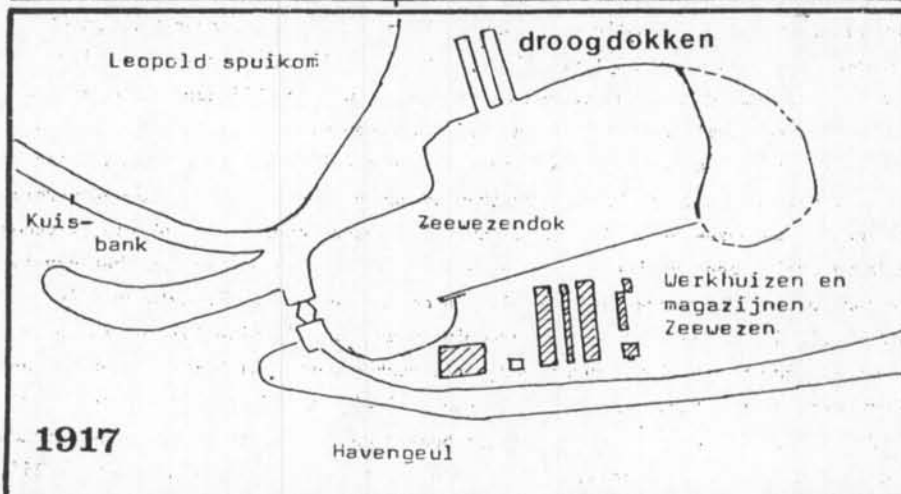 droogdokken
Leopold spuikom
Kuis-
bank
Zeewezendok
Werkhuizen en
magazijnen
Zeewezen
1917
Havengeul